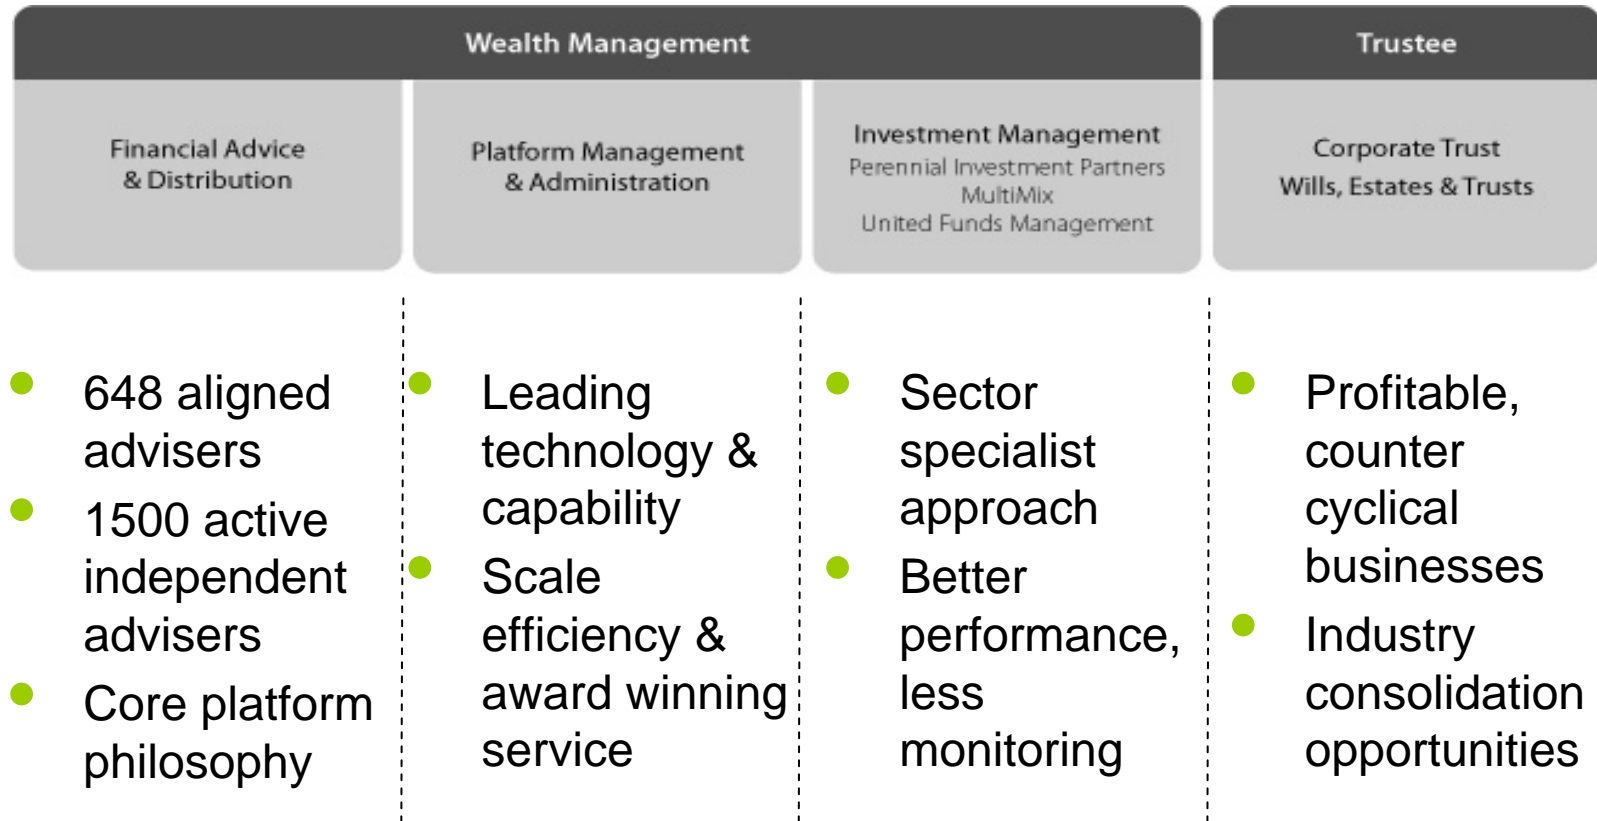 Wealth Management
Trustee
Financial Advice
& Distribution
Platform Management
& Administration
Investment Management
Perennial Investment Partners
MultiMix
United Funds Management
Corporate Trust
Wills, Estates & Trusts
648 aligned
advisers
1500 active
independent
advisers
Core platform
philosophy
Leading
technology &
capability
Scale
efficiency &
award winning
service
Sector
specialist
approach
Better
performance,
less
monitoring
Profitable,
counter
cyclical
businesses
Industry
consolidation
opportunities